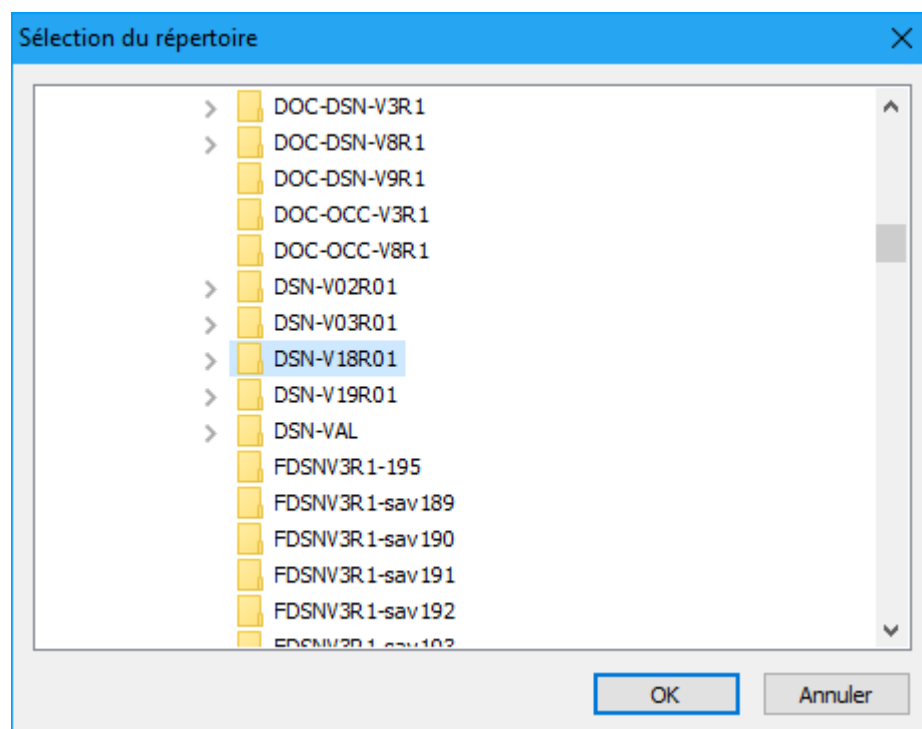 Sélection du répertoire
DOC-DSN-V3R1
DOC-DSN-V8R1
DOC-DSN-V9R1
DOC-OCC-V3R1
DOC-OCC-V8R1
DSN-V02R01
DSN-V03R01
DSN-V18R01
DSN-V19R01
DSN-VAL
FDSNV3R1-195
FDSNV3R1-sav189
FDSNV3R1-sav190
FDSNV3R1-sav191
FDSNV3R1-sav192
FDSNV3R1-sav193
OK Annuler